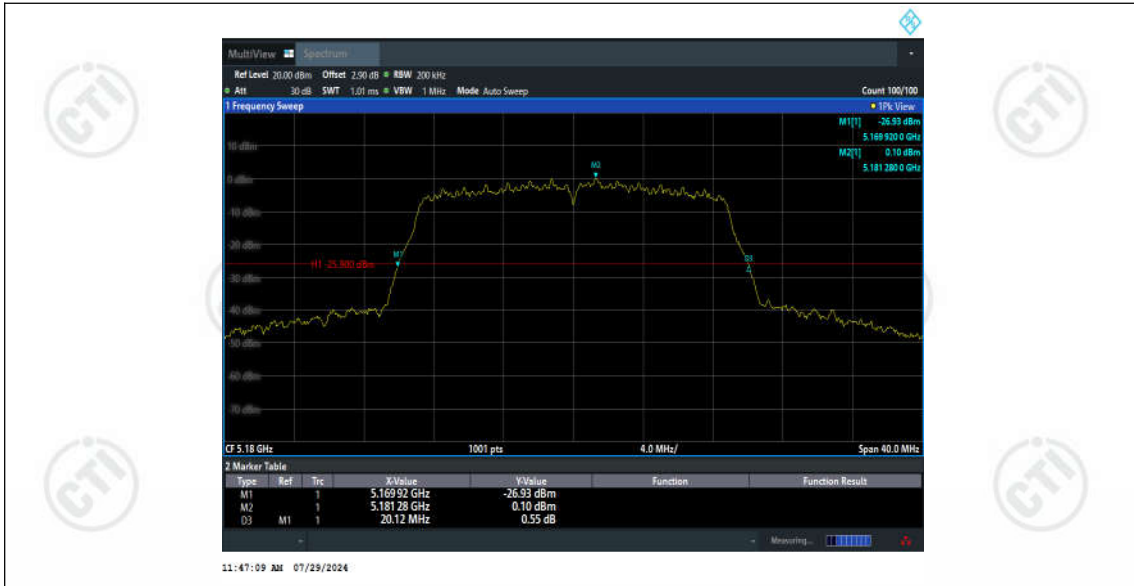 MultiView Spectrum
Ref Level 20.00 dBm Offset 2.90 dB RBW 200 kHz
Att 30 dB SWT 1.01 ms VBW 1 MHz Mode Auto Sweep Count 100/100
1 Frequency Sweep 1Pk View
M1[1] -26.93 dBm
5.169 920 0 GHz
10 dBm
M2[1] 0.10 dBm
5.181 280 0 GHz
M2
0 dBm
-10 dBm
-20 dBm
M1
D3
H1 -25.900 dBm
-30 dBm
-40 dBm
-50 dBm
-60 dBm
-70 dBm
CF 5.18 GHz 1001 pts 4.0 MHz/ Span 40.0 MHz
2 Marker Table
Type Ref Trc X-Value Y-Value Function Function Result
M1 1 5.169 92 GHz -26.93 dBm
M2 1 5.181 28 GHz 0.10 dBm
D3 M1 1 20.12 MHz 0.55 dB
Measuring...
11:47:09 AM 07/29/2024
CTI
CTI
CTI
CTI